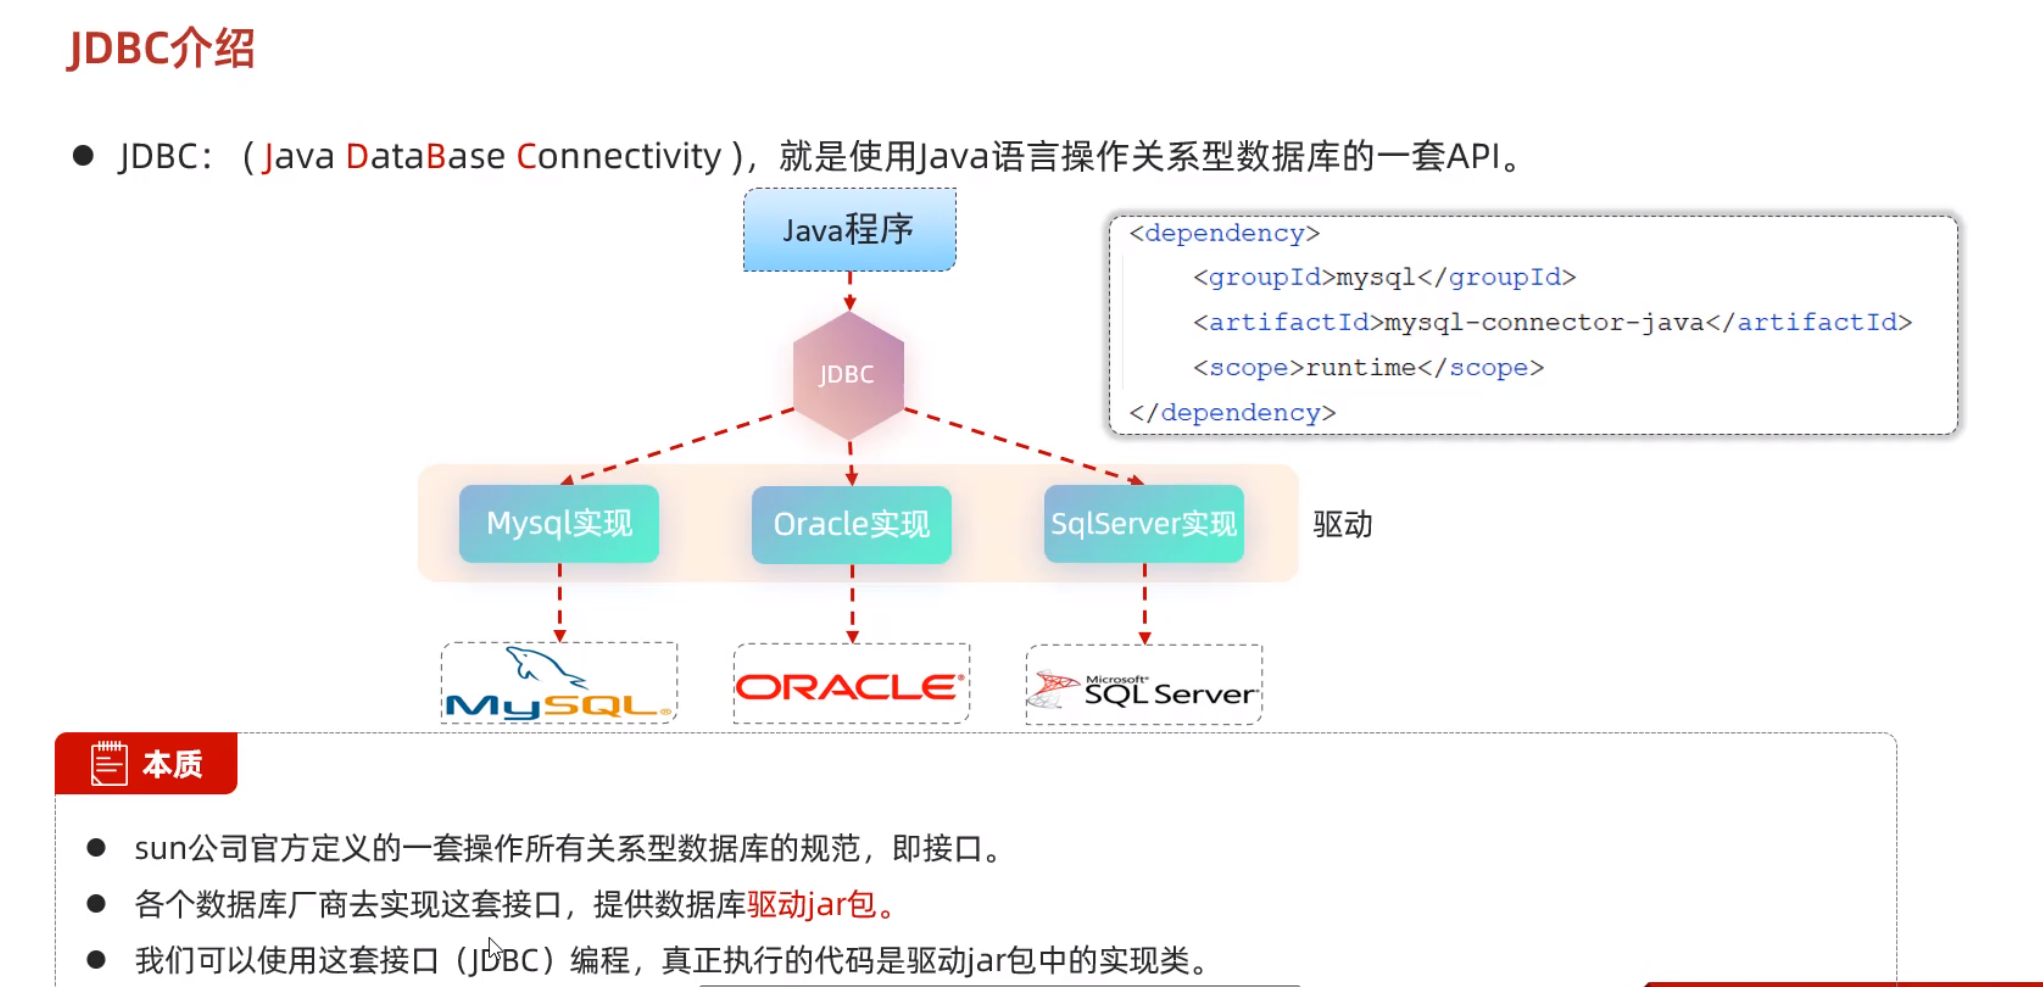 JDBC介绍
JDBC：（ Java DataBase Connectivity ），就是使用Java语言操作关系型数据库的一套API。
Java程序
<dependency>
<groupId>mysql</groupId>
<artifactId>mysql-connector-java</artifactId>
<scope>runtime</scope>
</dependency>
JDBC
Mysql实现
Oracle实现
SqlServer实现
驱动
MySQL®
ORACLE®
Microsoft®
SQL Server
本质
sun公司官方定义的一套操作所有关系型数据库的规范，即接口。
各个数据库厂商去实现这套接口，提供数据库驱动jar包。
我们可以使用这套接口（JDBC）编程，真正执行的代码是驱动jar包中的实现类。